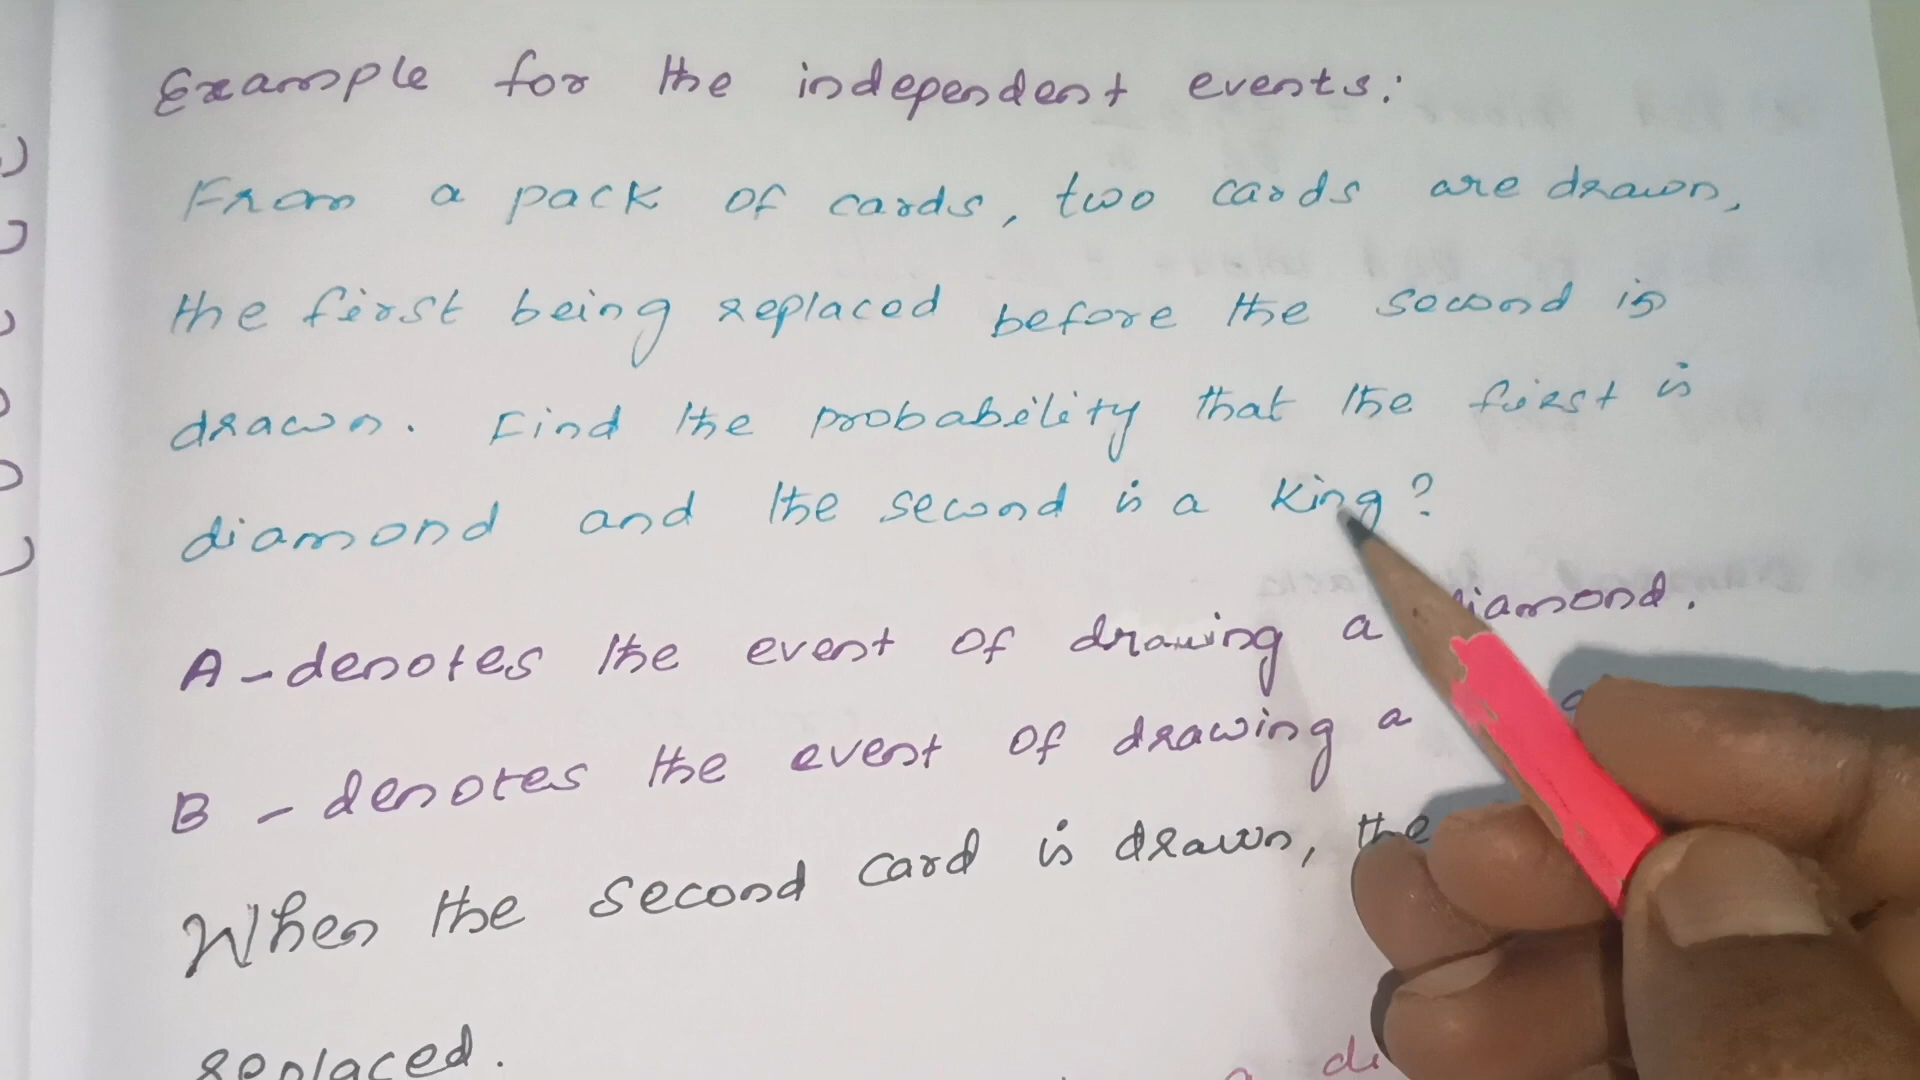 Example for the independent events:
From a pack of cards, two cards are drawn,
the first being replaced before the second is
drawn. Find the probability that the first is
diamond and the second is a King?
A - denotes the event of drawing a diamond.
B - denotes the event of drawing a
When the second card is drawn, the
replaced.